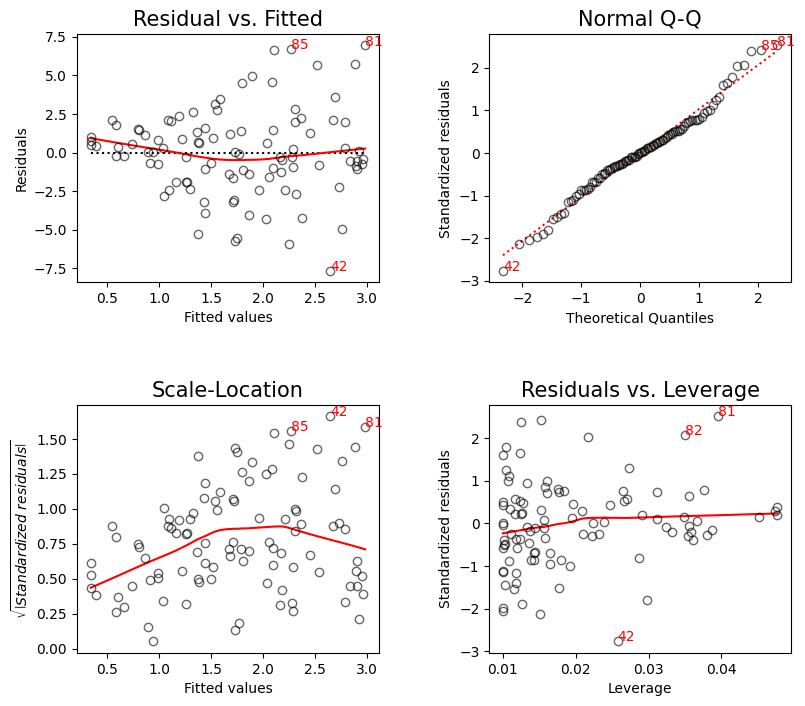 Residual vs. Fitted
Residuals
7.5
5.0
2.5
0.0
−2.5
−5.0
−7.5
85
81
42
0.5 1.0 1.5 2.0 2.5 3.0
Fitted values
Normal Q-Q
Standardized residuals
2
1
0
−1
−2
−3
85
81
42
−2 −1 0 1 2
Theoretical Quantiles
Scale-Location
√|Standardized residuals|
1.50
1.25
1.00
0.75
0.50
0.25
0.00
85
42
81
0.5 1.0 1.5 2.0 2.5 3.0
Fitted values
Residuals vs. Leverage
Standardized residuals
2
1
0
−1
−2
−3
81
82
42
0.01 0.02 0.03 0.04
Leverage